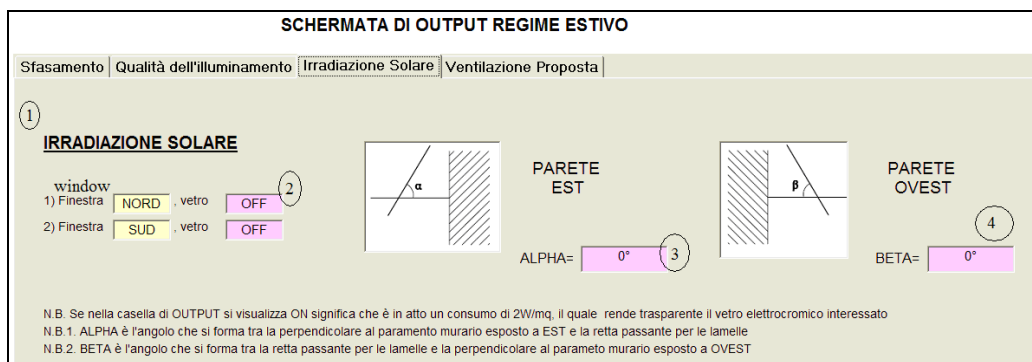 SCHERMATA DI OUTPUT REGIME ESTIVO
Sfasamento Qualità dell'illuminamento Irradiazione Solare Ventilazione Proposta
1
IRRADIAZIONE SOLARE
window
1) Finestra NORD , vetro OFF 2
2) Finestra SUD , vetro OFF
α
PARETE EST
ALPHA= 0° 3
β
PARETE OVEST
4
BETA= 0°
N.B. Se nella casella di OUTPUT si visualizza ON significa che è in atto un consumo di 2W/mq, il quale rende trasparente il vetro elettrocromico interessato
N.B.1. ALPHA è l'angolo che si forma tra la perpendicolare al paramento murario esposto a EST e la retta passante per le lamelle
N.B.2. BETA è l'angolo che si forma tra la retta passante per le lamelle e la perpendicolare al parameto murario esposto a OVEST